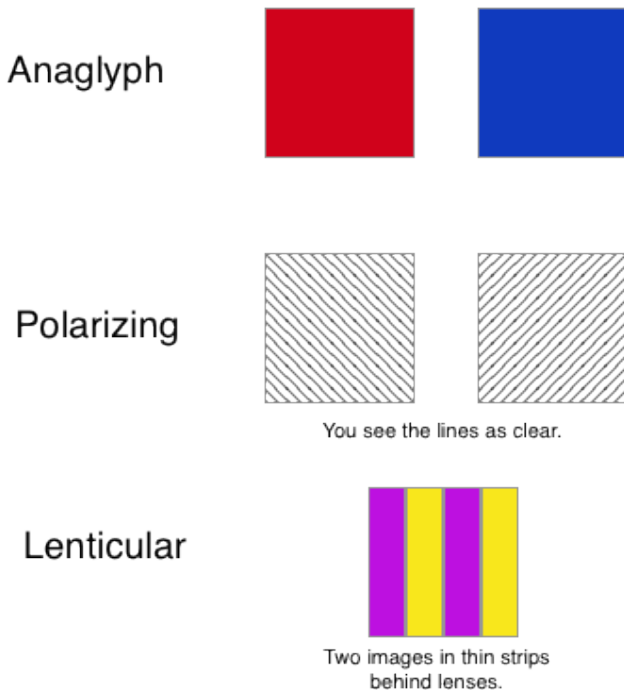 Anaglyph
Polarizing
You see the lines as clear.
Lenticular
Two images in thin strips
behind lenses.